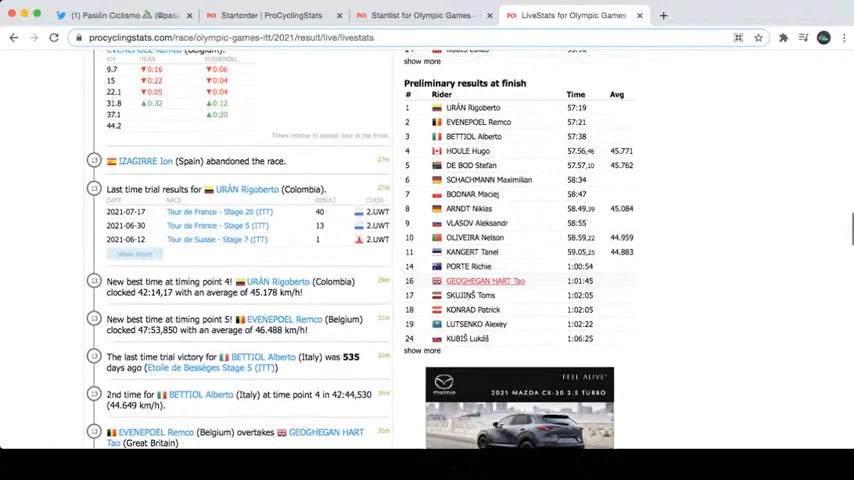 (1) Pasión Ciclismo
Startorder | ProCyclingStats
Startlist for Olympic Games -
LiveStats for Olympic Games
procyclingstats.com/race/olympic-games-itt/2021/result/live/livestats
EVENEPOEL Remco (Belgium).
KM URÁN EVENEPOEL
9.7 ▼0:16 ▼0:06
15 ▼0:22 ▼0:04
22.1 ▼0:05 ▼0:04
31.8 ▲0:32 ▲0:12
37.1 ▲0:20
44.2
Times relative to fastest rider at the finish.
13 IZAGIRRE Ion (Spain) abandoned the race. 27m
13 Last time trial results for URÁN Rigoberto (Colombia). 27m
DATE RACE RESULT CLASS
2021-07-17 Tour de France - Stage 20 (ITT) 40 2.UWT
2021-06-30 Tour de France - Stage 5 (ITT) 13 2.UWT
2021-06-12 Tour de Suisse - Stage 7 (ITT) 1 2.UWT
show more
13 New best time at timing point 4! URÁN Rigoberto (Colombia) 28m
clocked 42:14,17 with an average of 45.178 km/h!
13 New best time at timing point 5! EVENEPOEL Remco (Belgium) 31m
clocked 47:53,850 with an average of 46.488 km/h!
13 The last time trial victory for BETTIOL Alberto (Italy) was 535 32m
days ago (Etoile de Bessèges Stage 5 (ITT))
13 2nd time for BETTIOL Alberto (Italy) at time point 4 in 42:44,530 34m
(44.649 km/h).
13 EVENEPOEL Remco (Belgium) overtakes GEOGHEGAN HART 35m
Tao (Great Britain)
show more
Preliminary results at finish
# Rider Time Avg
1 URÁN Rigoberto 57:19
2 EVENEPOEL Remco 57:21
3 BETTIOL Alberto 57:38
4 HOULE Hugo 57.56,46 45.771
5 DE BOD Stefan 57.57,10 45.762
6 SCHACHMANN Maximilian 58:34
7 BODNAR Maciej 58:47
8 ARNDT Nikias 58.49,39 45.084
9 VLASOV Aleksandr 58:55
10 OLIVEIRA Nelson 58.59,22 44.959
11 KANGERT Tanel 59.05,25 44.883
14 PORTE Richie 1:00:54
16 GEOGHEGAN HART Tao 1:01:45
17 SKUJIŅŠ Toms 1:02:05
18 KONRAD Patrick 1:02:05
19 LUTSENKO Alexey 1:02:22
24 KUBIŠ Lukáš 1:06:25
show more
FEEL ALIVE
mazda
2021 MAZDA CX-30 2.5 TURBO